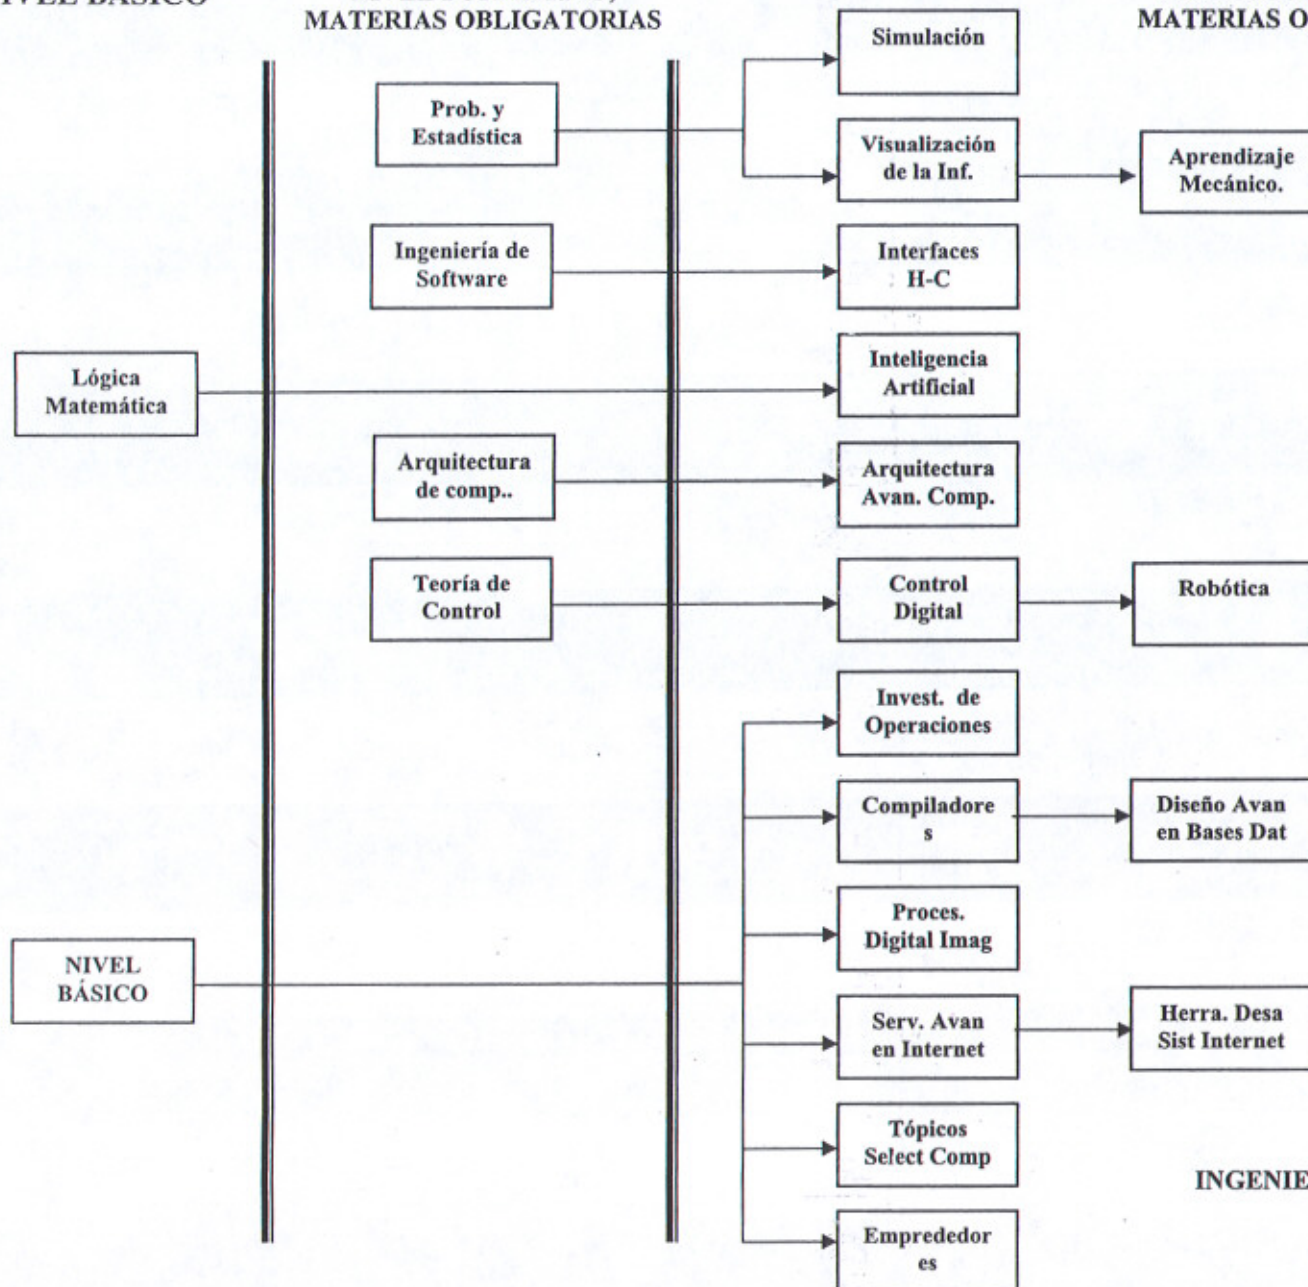 NIVEL BÁSICO
MATERIAS OBLIGATORIAS
MATERIAS O
Simulación
Prob. y
Estadística
Visualización
de la Inf.
Aprendizaje
Mecánico.
Ingeniería de
Software
Interfaces
H-C
Lógica
Matemática
Inteligencia
Artificial
Arquitectura
de comp..
Arquitectura
Avan. Comp.
Teoría de
Control
Control
Digital
Robótica
Invest. de
Operaciones
Compiladore
s
Diseño Avan
en Bases Dat
Proces.
Digital Imag
NIVEL
BÁSICO
Serv. Avan
en Internet
Herra. Desa
Sist Internet
Tópicos
Select Comp
INGENIE
Emprededor
es